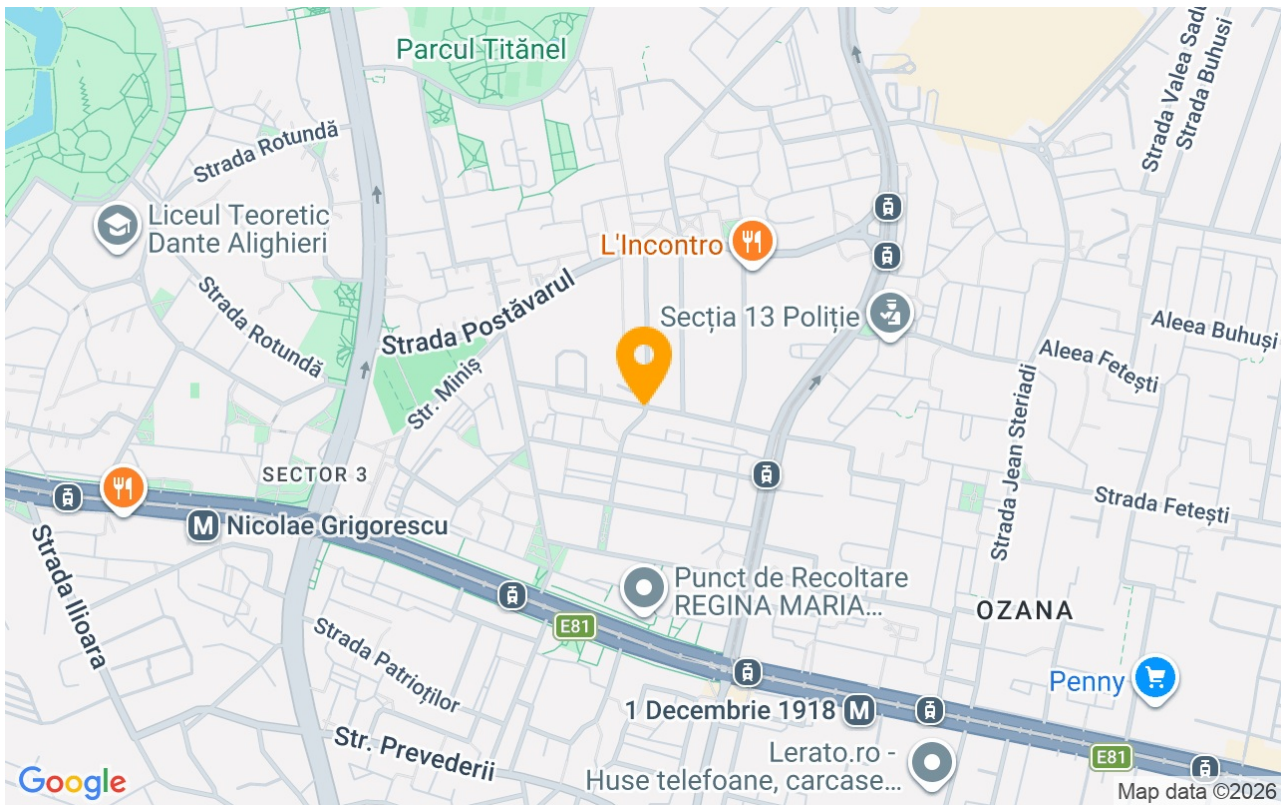 Parcul Titănel
Strada Valea Sadu
Strada Buhusi
Strada Rotundă
Liceul Teoretic
Dante Alighieri
L'Incontro
Strada Postăvarul
Secția 13 Poliție
Strada Rotundă
Aleea Buhuși
Aleea Fetești
Str. Miniș
Strada Jean Steriadi
SECTOR 3
Strada Fetești
M Nicolae Grigorescu
Strada Ilioara
Punct de Recoltare
REGINA MARIA...
OZANA
E81
Strada Patrioților
Penny
1 Decembrie 1918 M
Str. Prevederii
Lerato.ro -
Huse telefoane, carcase...
E81
Google
Map data ©2026